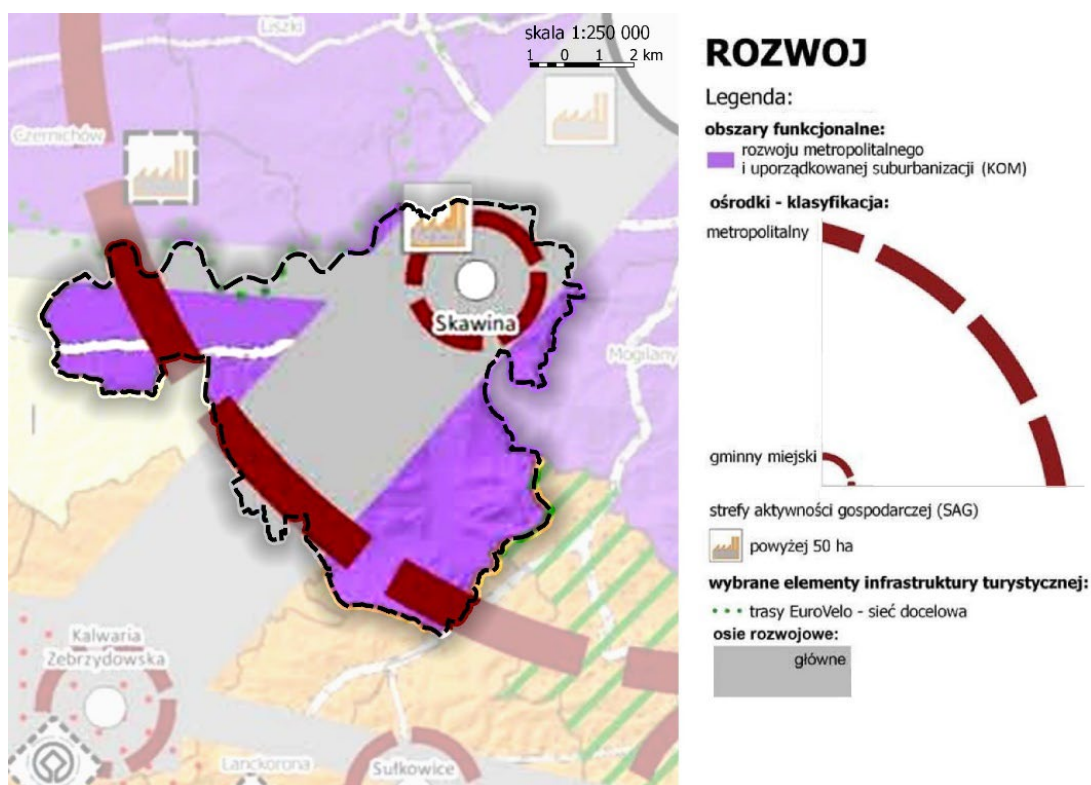 Liszki
skala 1:250 000
1 0 1 2 km
Czernichów
Skawina
Mogilany
Kalwaria
Zebrzydowska
Lanckorona
Sułkowice
ROZWOJ
Legenda:
obszary funkcjonalne:
rozwoju metropolitalnego
i uporządkowanej suburbanizacji (KOM)
ośrodki - klasyfikacja:
metropolitalny
gminny miejski
strefy aktywności gospodarczej (SAG)
powyżej 50 ha
wybrane elementy infrastruktury turystycznej:
trasy EuroVelo - sieć docelowa
osie rozwojowe:
główne